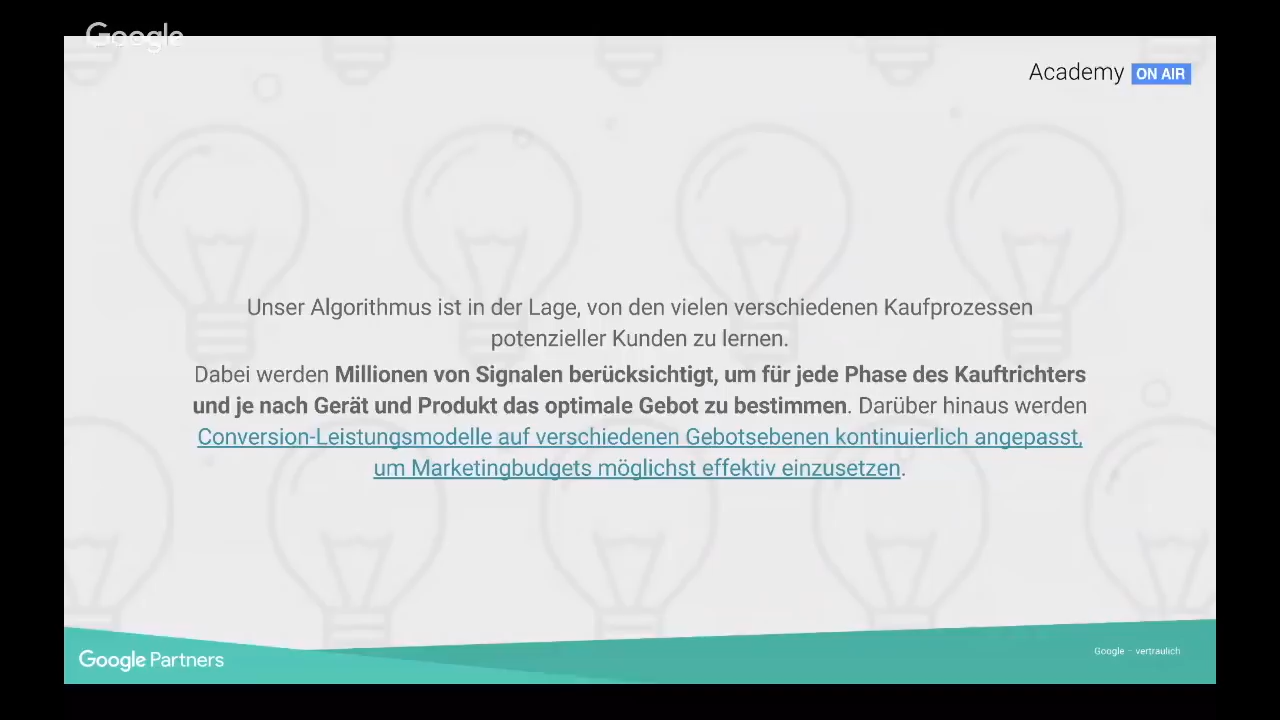 Google
Academy ON AIR
Unser Algorithmus ist in der Lage, von den vielen verschiedenen Kaufprozessen
potenzieller Kunden zu lernen.
Dabei werden Millionen von Signalen berücksichtigt, um für jede Phase des Kauftrichters
und je nach Gerät und Produkt das optimale Gebot zu bestimmen. Darüber hinaus werden
Conversion-Leistungsmodelle auf verschiedenen Gebotsebenen kontinuierlich angepasst,
um Marketingbudgets möglichst effektiv einzusetzen.
Google Partners
Google – vertraulich